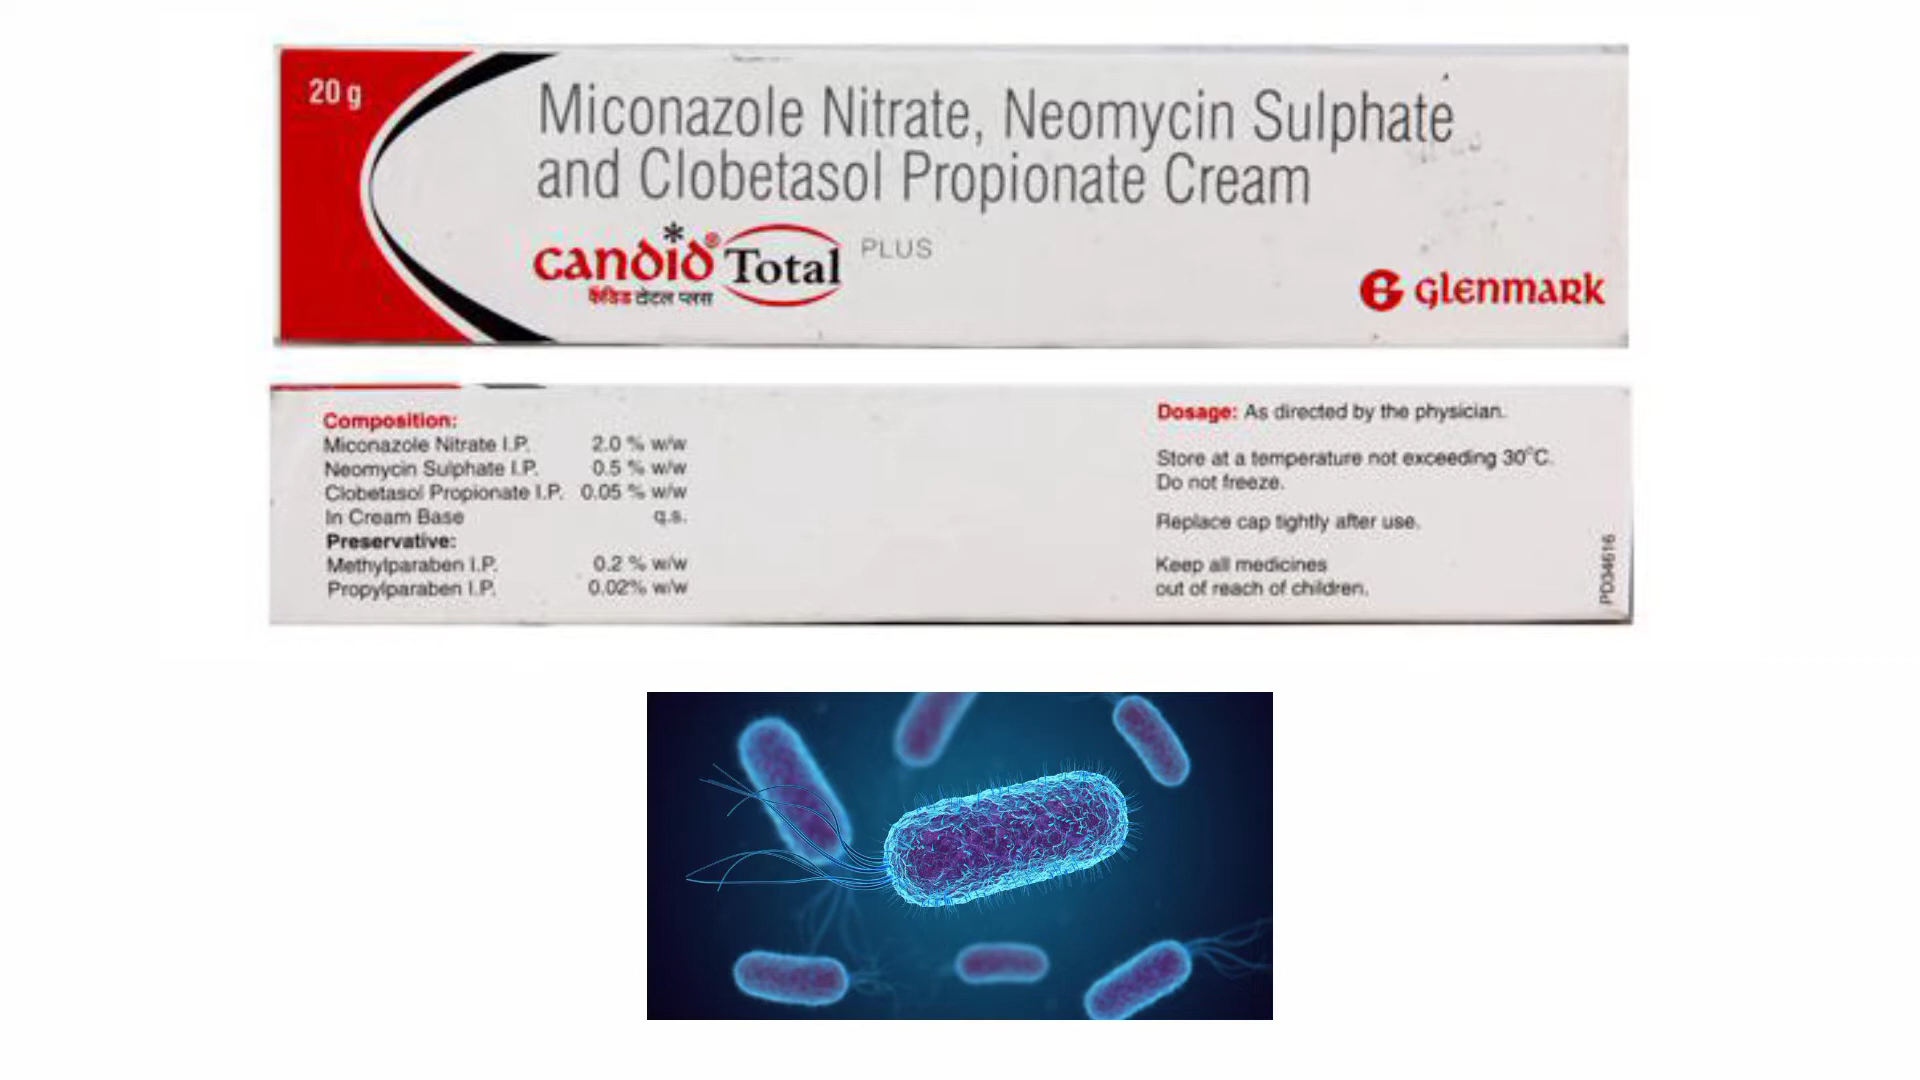 20 g
Miconazole Nitrate, Neomycin Sulphate
and Clobetasol Propionate Cream
candid® Total PLUS
कैंडिड टोटल प्लस
Glenmark
Composition:
Miconazole Nitrate I.P. 2.0 % w/w
Neomycin Sulphate I.P. 0.5 % w/w
Clobetasol Propionate I.P. 0.05 % w/w
In Cream Base q.s.
Preservative:
Methylparaben I.P. 0.2 % w/w
Propylparaben I.P. 0.02% w/w
Dosage: As directed by the physician.
Store at a temperature not exceeding 30°C.
Do not freeze.
Replace cap tightly after use.
Keep all medicines
out of reach of children.
PD34616